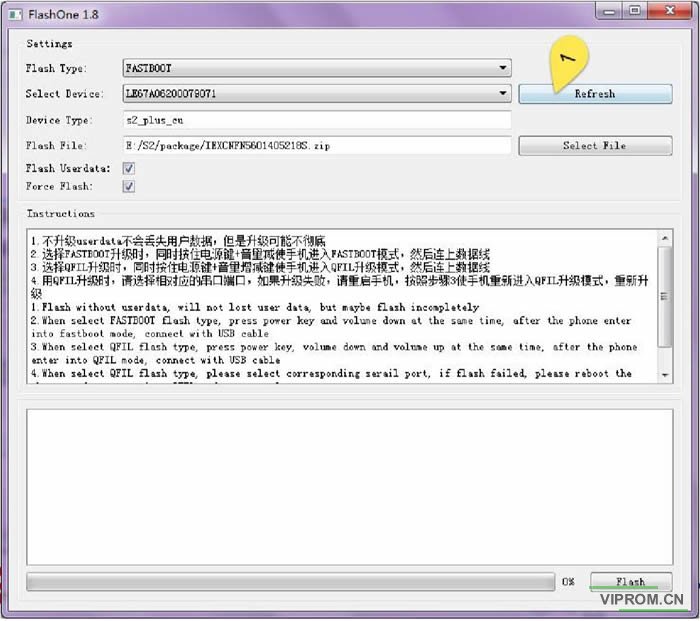 FlashOne 1.8
Settings
Flash Type: FASTBOOT
Select Device: LE67A06200079071
1
Refresh
Device Type: s2_plus_cu
Flash File: E:/S2/package/IEXCNFN5601405218S.zip
Select File
Flash Userdata:
Force Flash:
Instructions
1.不升级userdata不会丢失用户数据，但是升级可能不彻底
2.选择FASTBOOT升级时，同时按住电源键+音量减使手机进入FASTBOOT模式，然后连上数据线
3.选择QFIL升级时，同时按住电源键+音量增减键使手机进入QFIL升级模式，然后连上数据线
4.用QFIL升级时，请选择相对应的串口端口，如果升级失败，请重启手机，按照步骤3使手机重新进入QFIL升级模式，重新升
级
1.Flash without userdata, will not lost user data, but maybe flash incompletely
2.When select FASTBOOT flash type, press power key and volume down at the same time, after the phone enter
into fastboot mode, connect with USB cable
3.When select QFIL flash type, press power key, volume down and volume up at the same time, after the phone
enter into QFIL mode, connect with USB cable
4.When select QFIL flash type, please select corresponding serail port, if flash failed, please reboot the
0%
Flash
VIPROM.CN